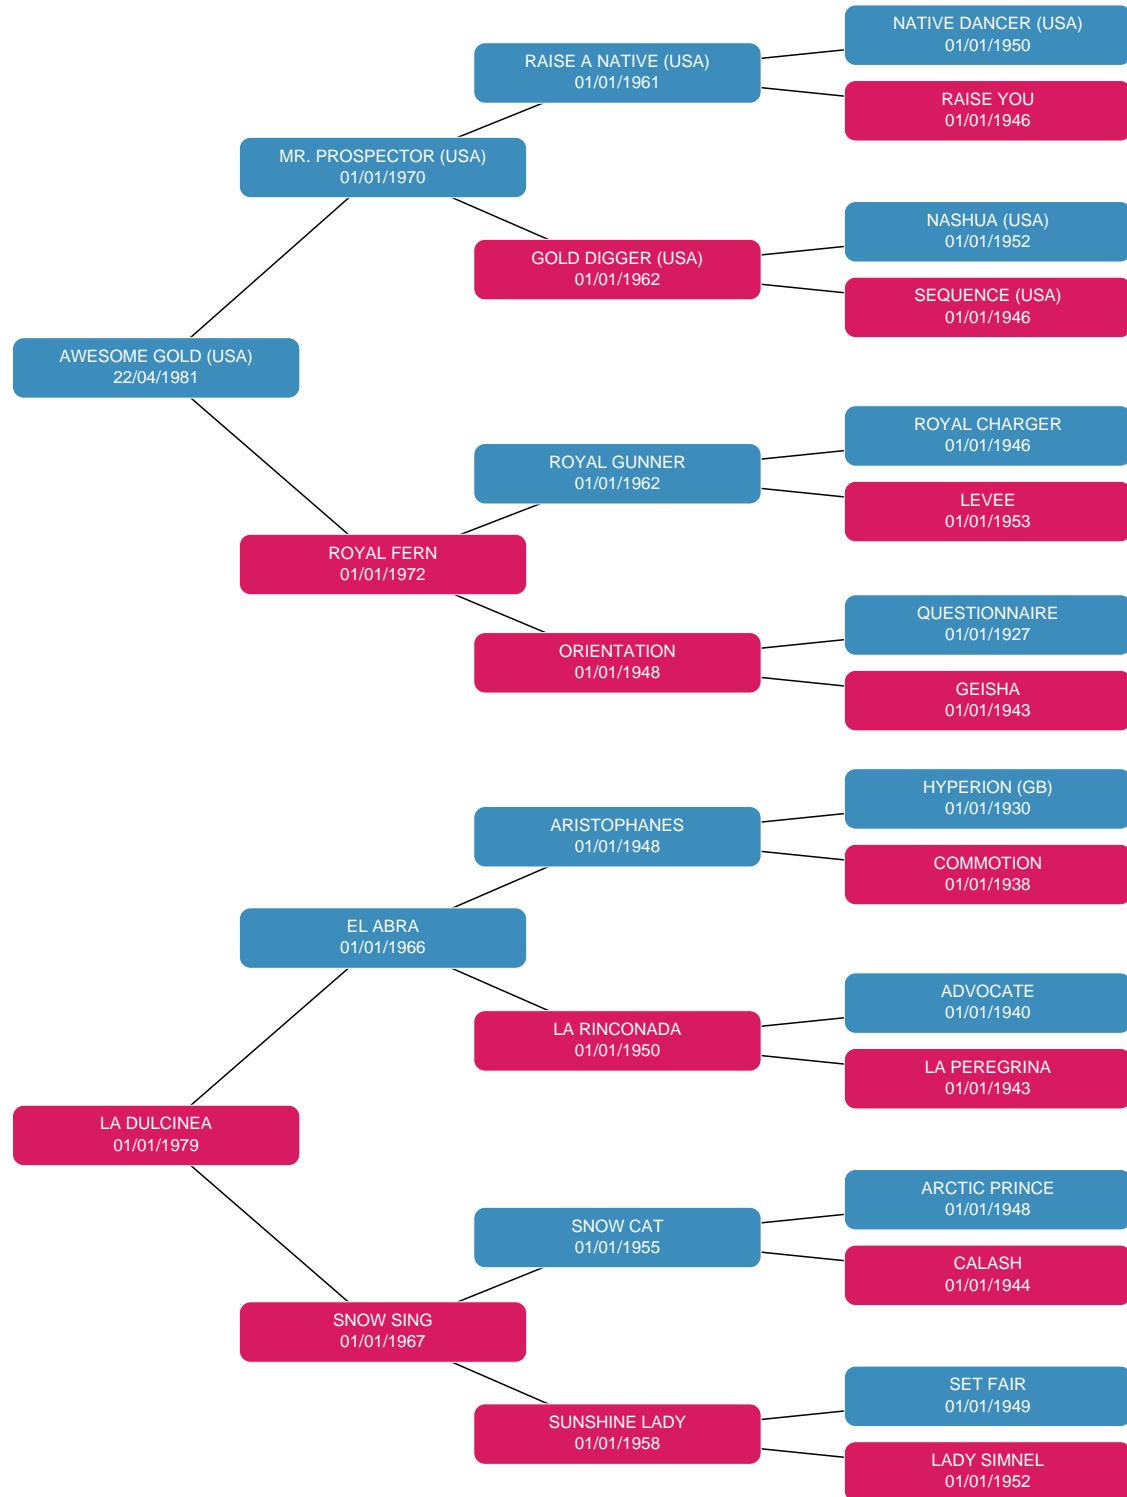 NATIVE DANCER (USA)
01/01/1950
RAISE A NATIVE (USA)
01/01/1961
RAISE YOU
01/01/1946
MR. PROSPECTOR (USA)
01/01/1970
NASHUA (USA)
01/01/1952
GOLD DIGGER (USA)
01/01/1962
SEQUENCE (USA)
01/01/1946
AWESOME GOLD (USA)
22/04/1981
ROYAL CHARGER
01/01/1946
ROYAL GUNNER
01/01/1962
LEVEE
01/01/1953
ROYAL FERN
01/01/1972
QUESTIONNAIRE
01/01/1927
ORIENTATION
01/01/1948
GEISHA
01/01/1943
HYPERION (GB)
01/01/1930
ARISTOPHANES
01/01/1948
COMMOTION
01/01/1938
EL ABRA
01/01/1966
ADVOCATE
01/01/1940
LA RINCONADA
01/01/1950
LA PEREGRINA
01/01/1943
LA DULCINEA
01/01/1979
ARCTIC PRINCE
01/01/1948
SNOW CAT
01/01/1955
CALASH
01/01/1944
SNOW SING
01/01/1967
SET FAIR
01/01/1949
SUNSHINE LADY
01/01/1958
LADY SIMNEL
01/01/1952